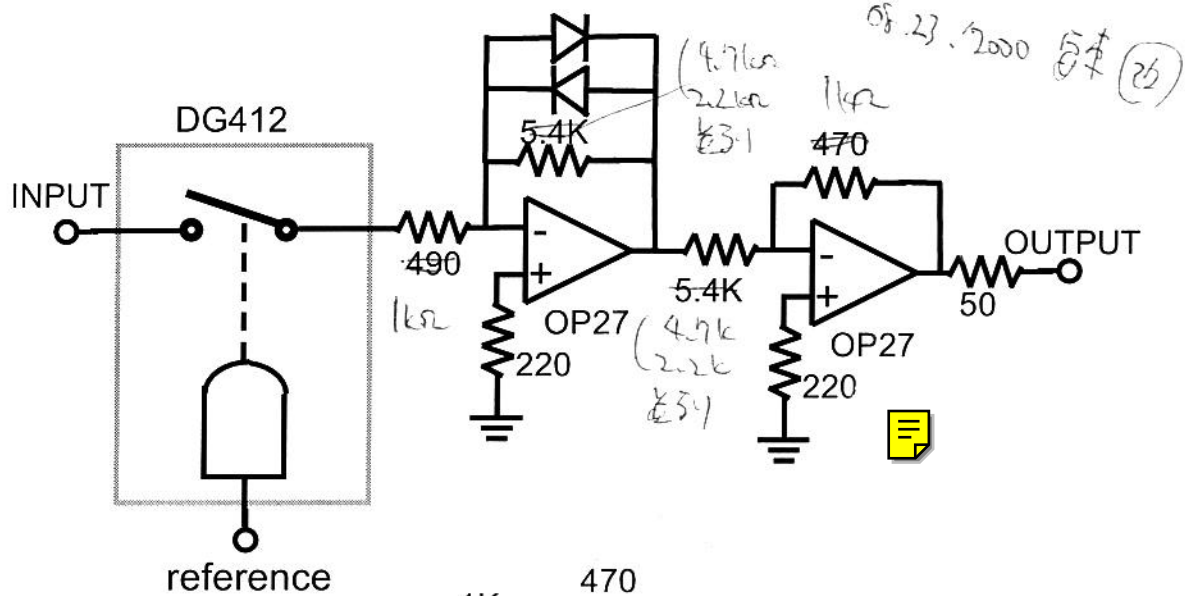 08.23.2000
DG412
INPUT
reference
490
1kΩ
5.4K
4.7kΩ
2.2kΩ
-
+
OP27
220
5.4K
4.7k
2.2k
1kΩ
470
-
+
OP27
220
50
OUTPUT
470